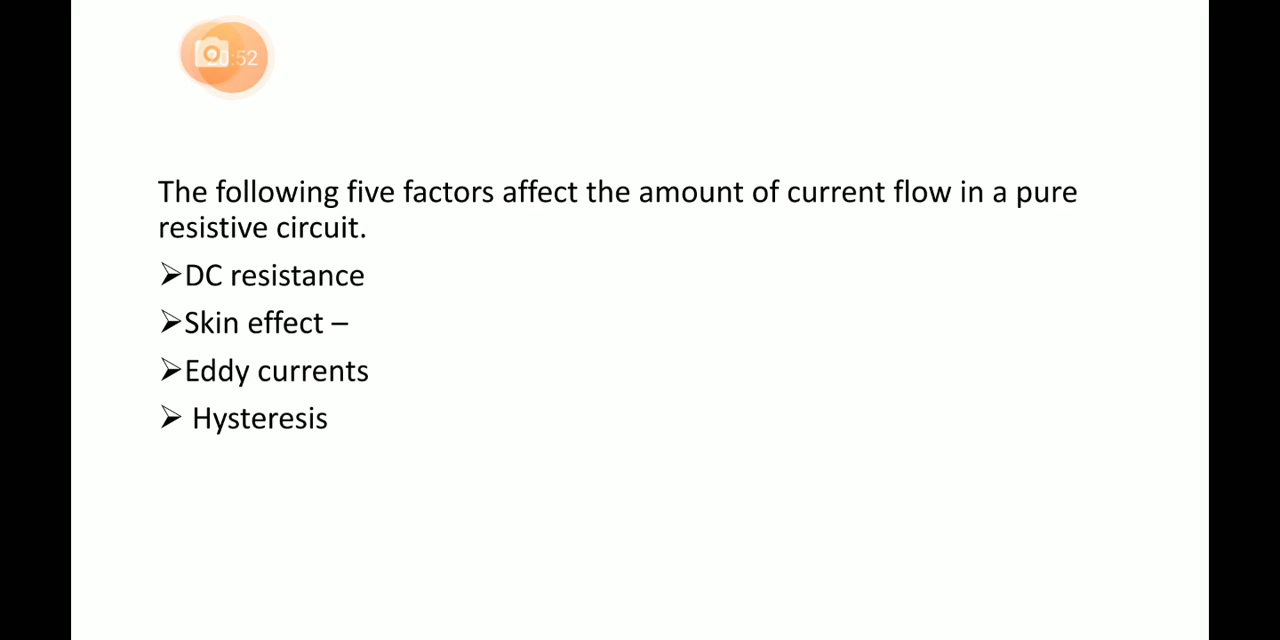 :52
The following five factors affect the amount of current flow in a pure
resistive circuit.
➢DC resistance
➢Skin effect –
➢Eddy currents
➢ Hysteresis